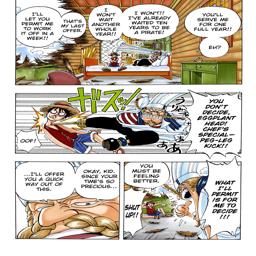 YOU'LL
SERVE ME
FOR ONE
FULL YEAR!!
EH?
I WON'T!!
I'VE ALREADY
WAITED TEN
YEARS TO
BE A PIRATE!!
I
WON'T
WAIT
ANOTHER
WHOLE
YEAR!!
THAT'S
MY LAST
OFFER.
I'LL
LET YOU
PERMIT ME
TO WORK
IT OFF IN
A WEEK!!
YOU
DON'T
DECIDE,
EGGPLANT
HEAD!
CHEF'S
SPECIAL-
PEG-LEG
KICK!!
OOF!
WHAT
I'LL
PERMIT
IS FOR
ME TO
DECIDE
!!!
YOU
MUST BE
FEELING
BETTER.
SHUT
UP!!
OKAY, KID.
SINCE YOUR
TIME'S SO
PRECIOUS...
...I'LL OFFER
YOU A QUICK
WAY OUT OF
THIS.